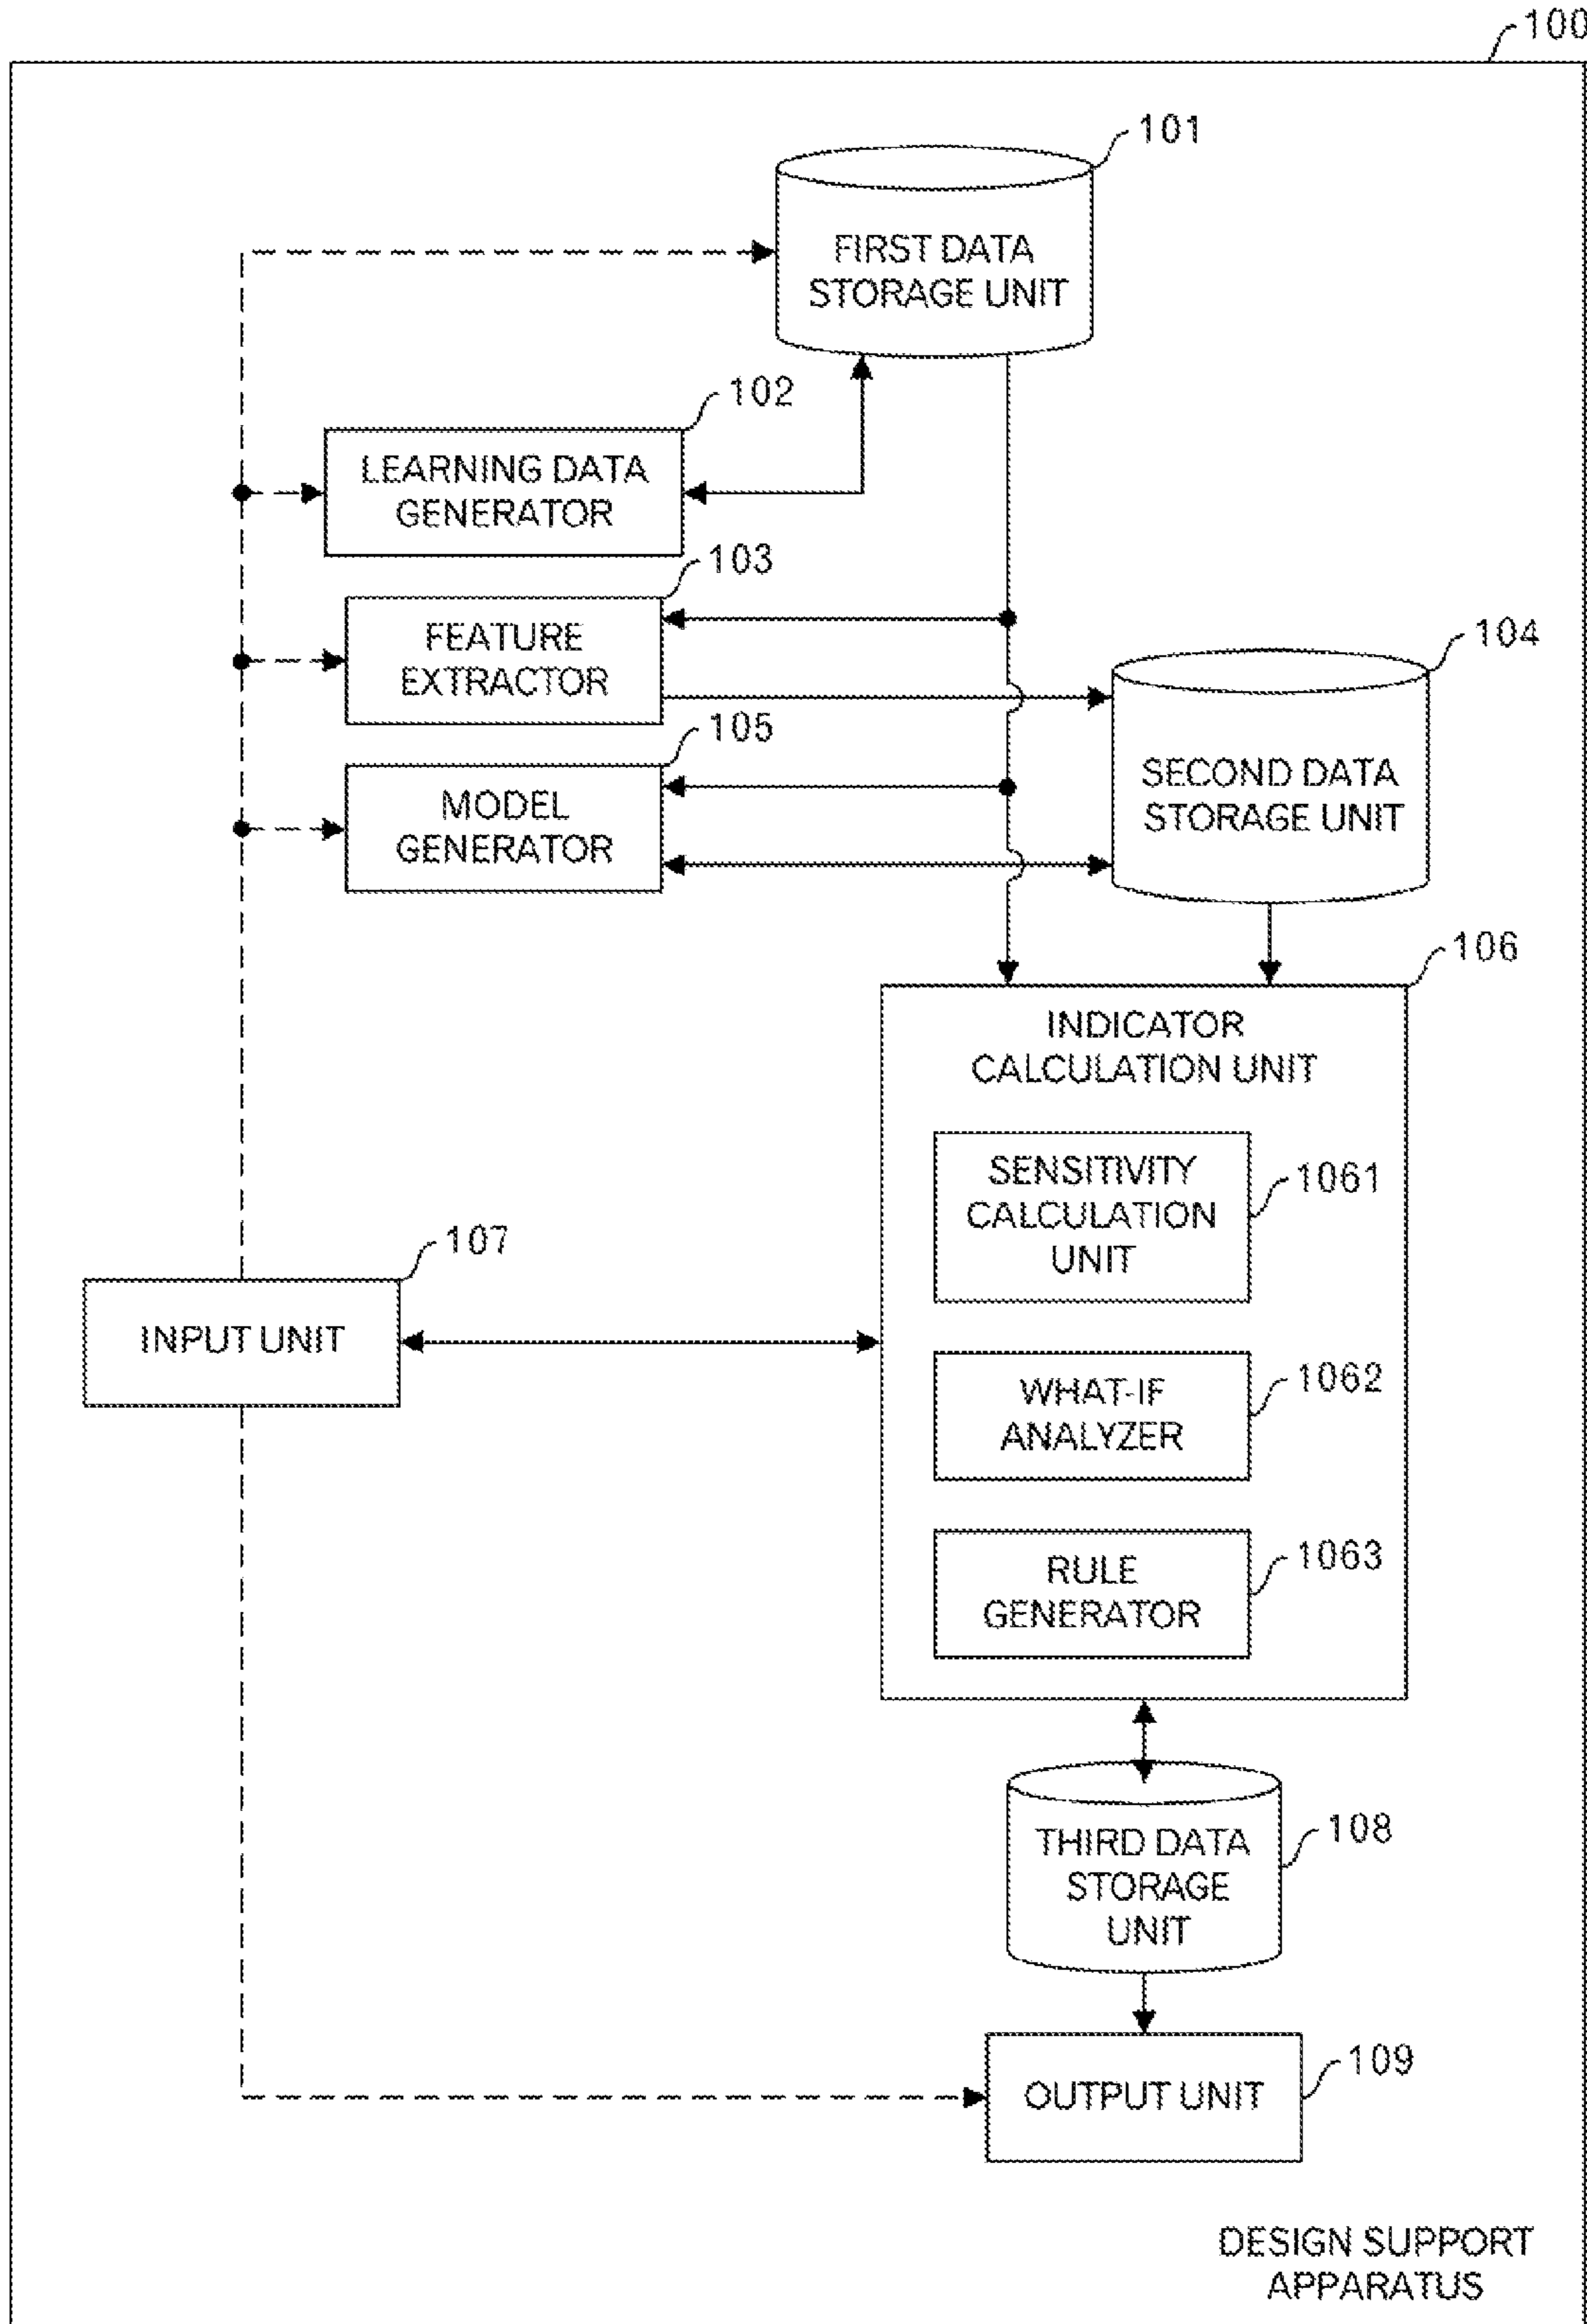 100
101
FIRST DATA
STORAGE UNIT
102
LEARNING DATA
GENERATOR
103
FEATURE
EXTRACTOR
104
SECOND DATA
STORAGE UNIT
105
MODEL
GENERATOR
106
INDICATOR
CALCULATION UNIT
SENSITIVITY
CALCULATION
UNIT
1061
107
INPUT UNIT
WHAT-IF
ANALYZER
1062
RULE
GENERATOR
1063
THIRD DATA
STORAGE
UNIT
108
OUTPUT UNIT
109
DESIGN SUPPORT
APPARATUS